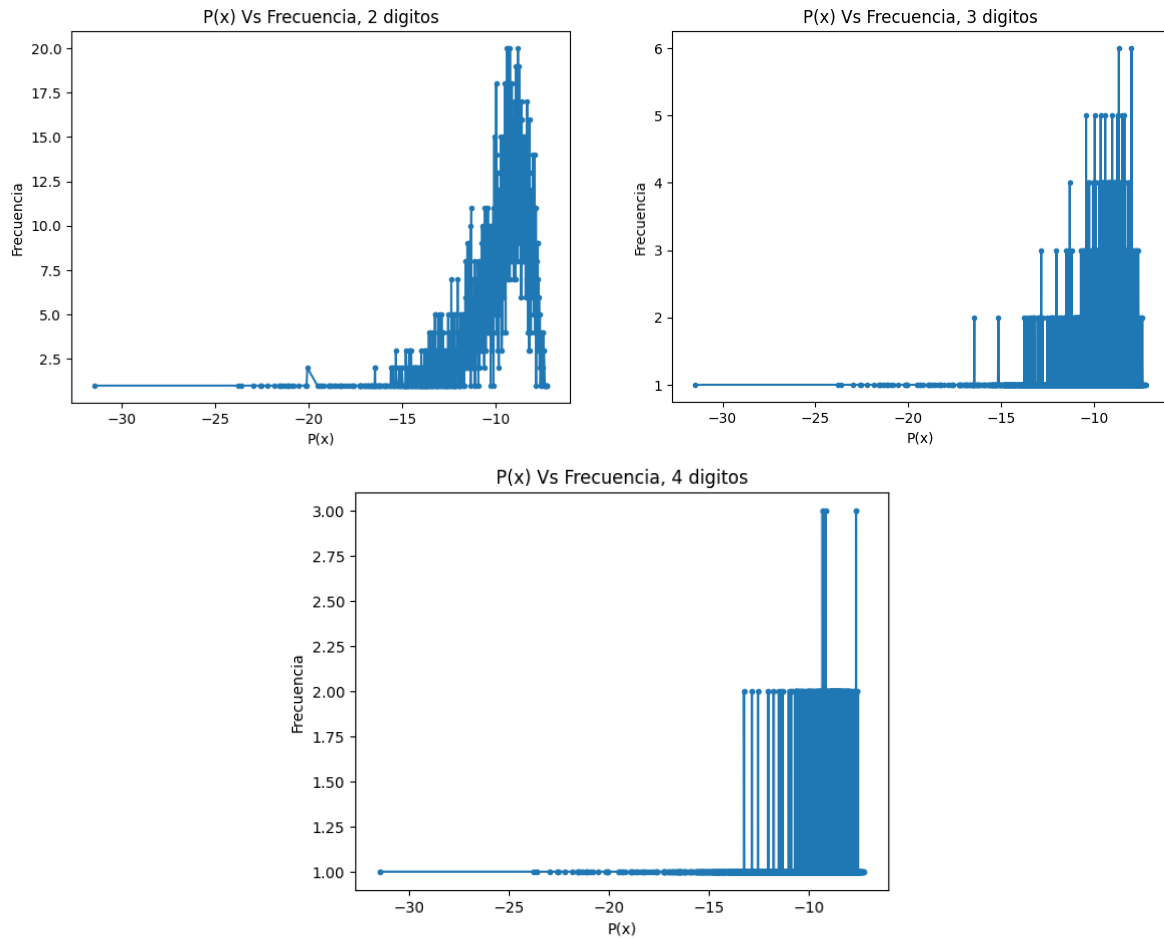 P(x) Vs Frecuencia, 2 digitos
20.0
17.5
15.0
12.5
10.0
7.5
5.0
2.5
Frecuencia
−30 −25 −20 −15 −10
P(x)
P(x) Vs Frecuencia, 3 digitos
6
5
4
3
2
1
Frecuencia
−30 −25 −20 −15 −10
P(x)
P(x) Vs Frecuencia, 4 digitos
3.00
2.75
2.50
2.25
2.00
1.75
1.50
1.25
1.00
Frecuencia
−30 −25 −20 −15 −10
P(x)